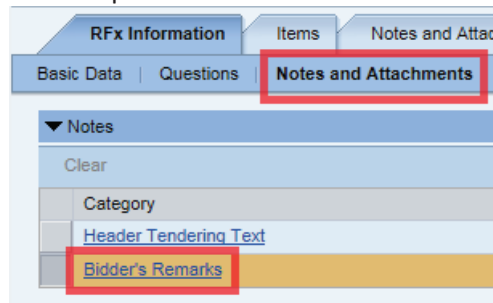 RFx Information Items Notes and Attac
Basic Data | Questions | Notes and Attachments
Notes
Clear
Category
Header Tendering Text
Bidder's Remarks